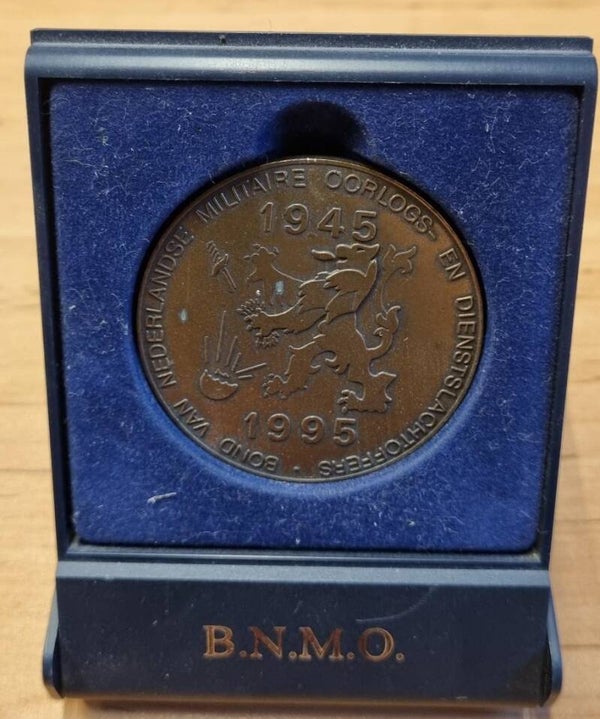 BOND VAN NEDERLANDSE MILITAIRE OORLOGS- EN DIENSTSLACHTOFFERS •
1945
1995
B.N.M.O.